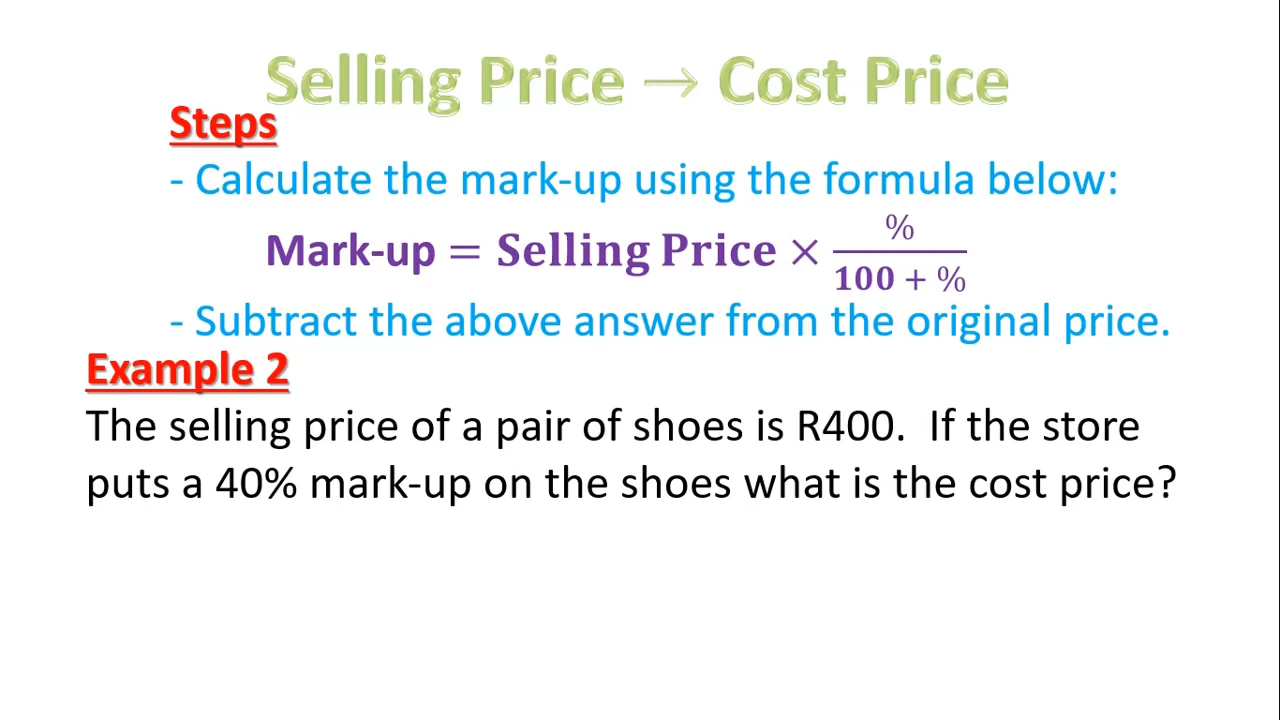 Selling Price → Cost Price
Steps
- Calculate the mark-up using the formula below:
Mark-up = Selling Price × %/(100 + %)
- Subtract the above answer from the original price.
Example 2
The selling price of a pair of shoes is R400. If the store
puts a 40% mark-up on the shoes what is the cost price?